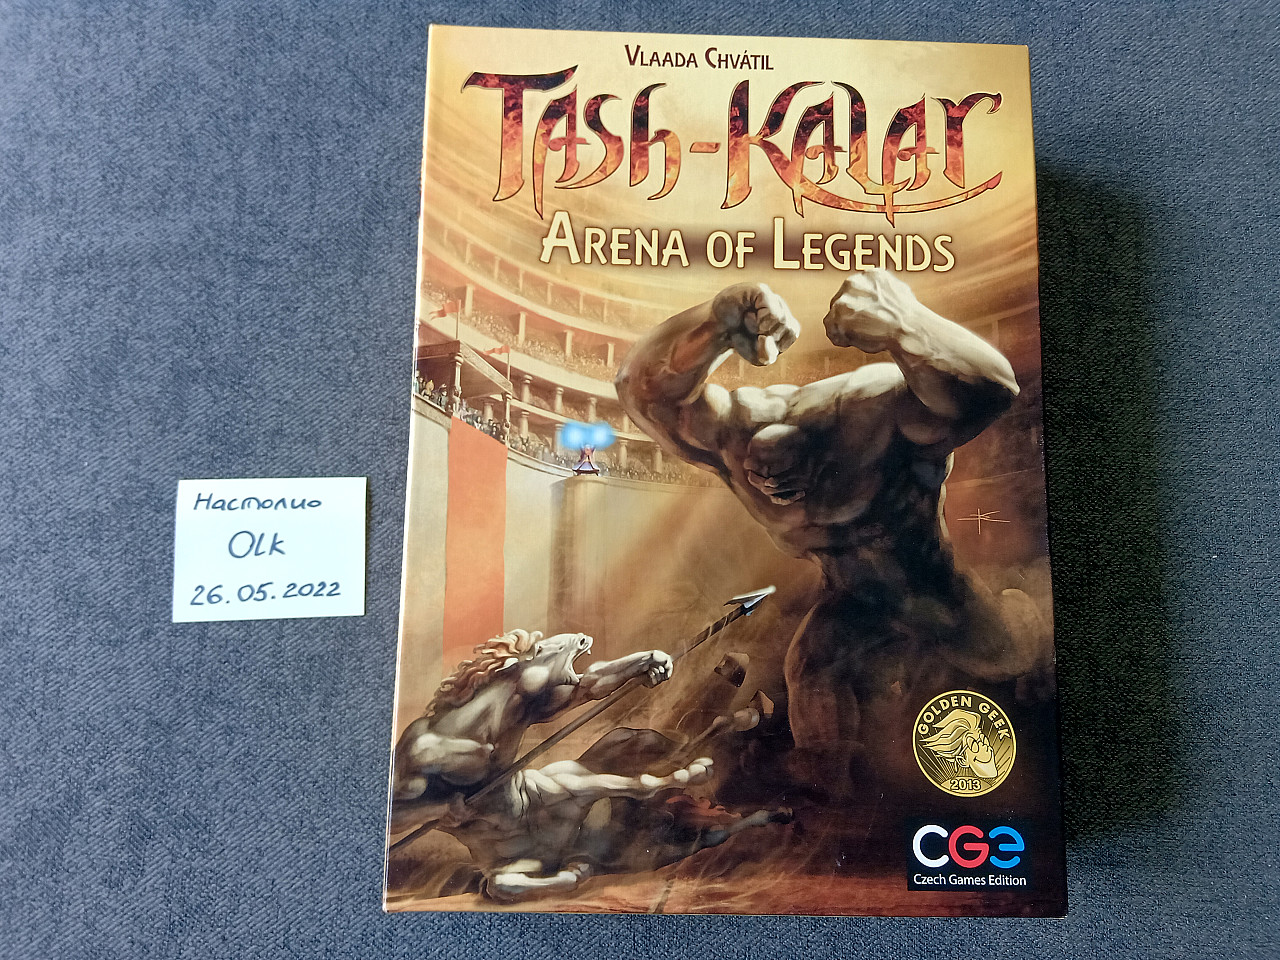 Vlaada Chvátil
Tash-Kalar
Arena of Legends
Настолио
Olk
26.05.2022
GOLDEN GEEK
2013
CGE
Czech Games Edition